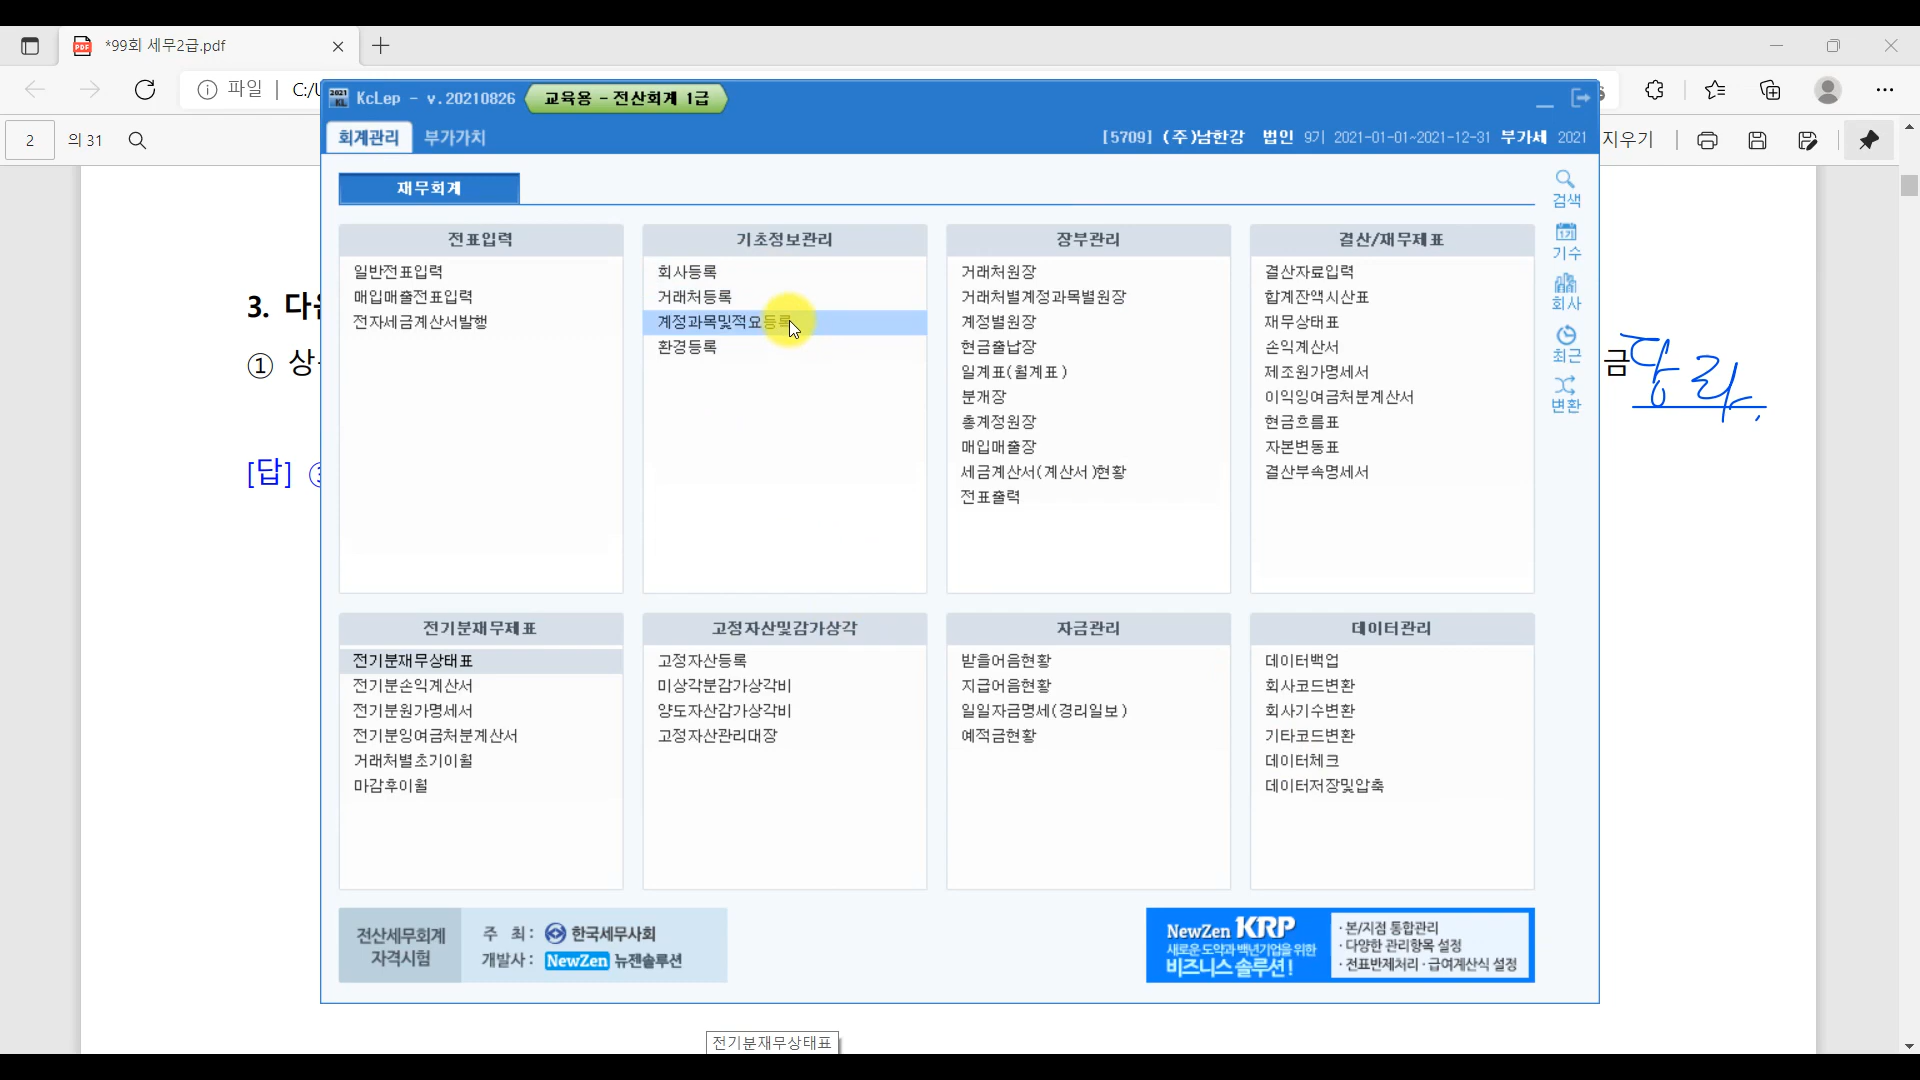 *99회 세무2급.pdf
파일
C:/U
2 의 31
지우기
2021 KL KcLep - v.20210826 교육용 - 전산회계 1급
회계관리 부가가치
[5709] (주)남한강 법인 9기 2021-01-01~2021-12-31 부가세 2021
재무회계
전표입력
일반전표입력
매입매출전표입력
전자세금계산서발행
기초정보관리
회사등록
거래처등록
계정과목및적요등록
환경등록
장부관리
거래처원장
거래처별계정과목별원장
계정별원장
현금출납장
일계표(월계표)
분개장
총계정원장
매입매출장
세금계산서(계산서)현황
전표출력
결산/재무제표
결산자료입력
합계잔액시산표
재무상태표
손익계산서
제조원가명세서
이익잉여금처분계산서
현금흐름표
자본변동표
결산부속명세서
검색
기수
회사
최근
변환
전기분재무제표
전기분재무상태표
전기분손익계산서
전기분원가명세서
전기분잉여금처분계산서
거래처별초기이월
마감후이월
고정자산및감가상각
고정자산등록
미상각분감가상각비
양도자산감가상각비
고정자산관리대장
자금관리
받을어음현황
지급어음현황
일일자금명세(경리일보)
예적금현황
데이터관리
데이터백업
회사코드변환
회사기수변환
기타코드변환
데이터체크
데이터저장및압축
전산세무회계
자격시험
주 최: 한국세무사회
개발사: NewZen 뉴젠솔루션
NewZen KRP
새로운 도약과 백년기업을 위한
비즈니스 솔루션!
· 본/지점 통합관리
· 다양한 관리항목 설정
· 전표반제처리 · 급여계산식 설정
3. 다음
① 상
금
[답] ③
전기분재무상태표